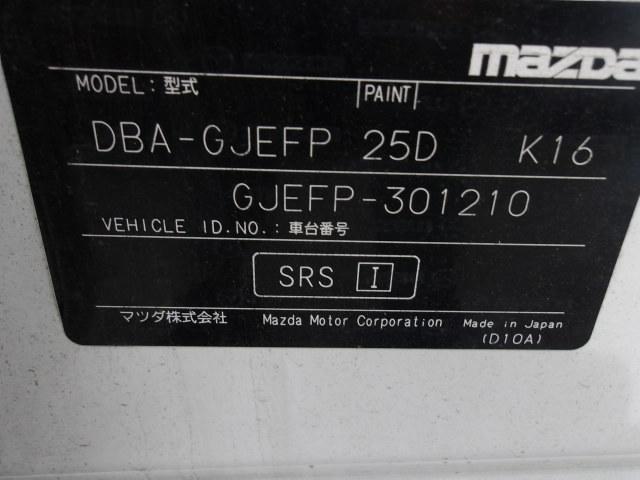 mazda
MODEL: 型式 PAINT
DBA-GJEFP 25D K16
GJEFP-301210
VEHICLE ID.NO.: 車台番号
SRS I
マツダ株式会社 Mazda Motor Corporation Made in Japan
(D10A)